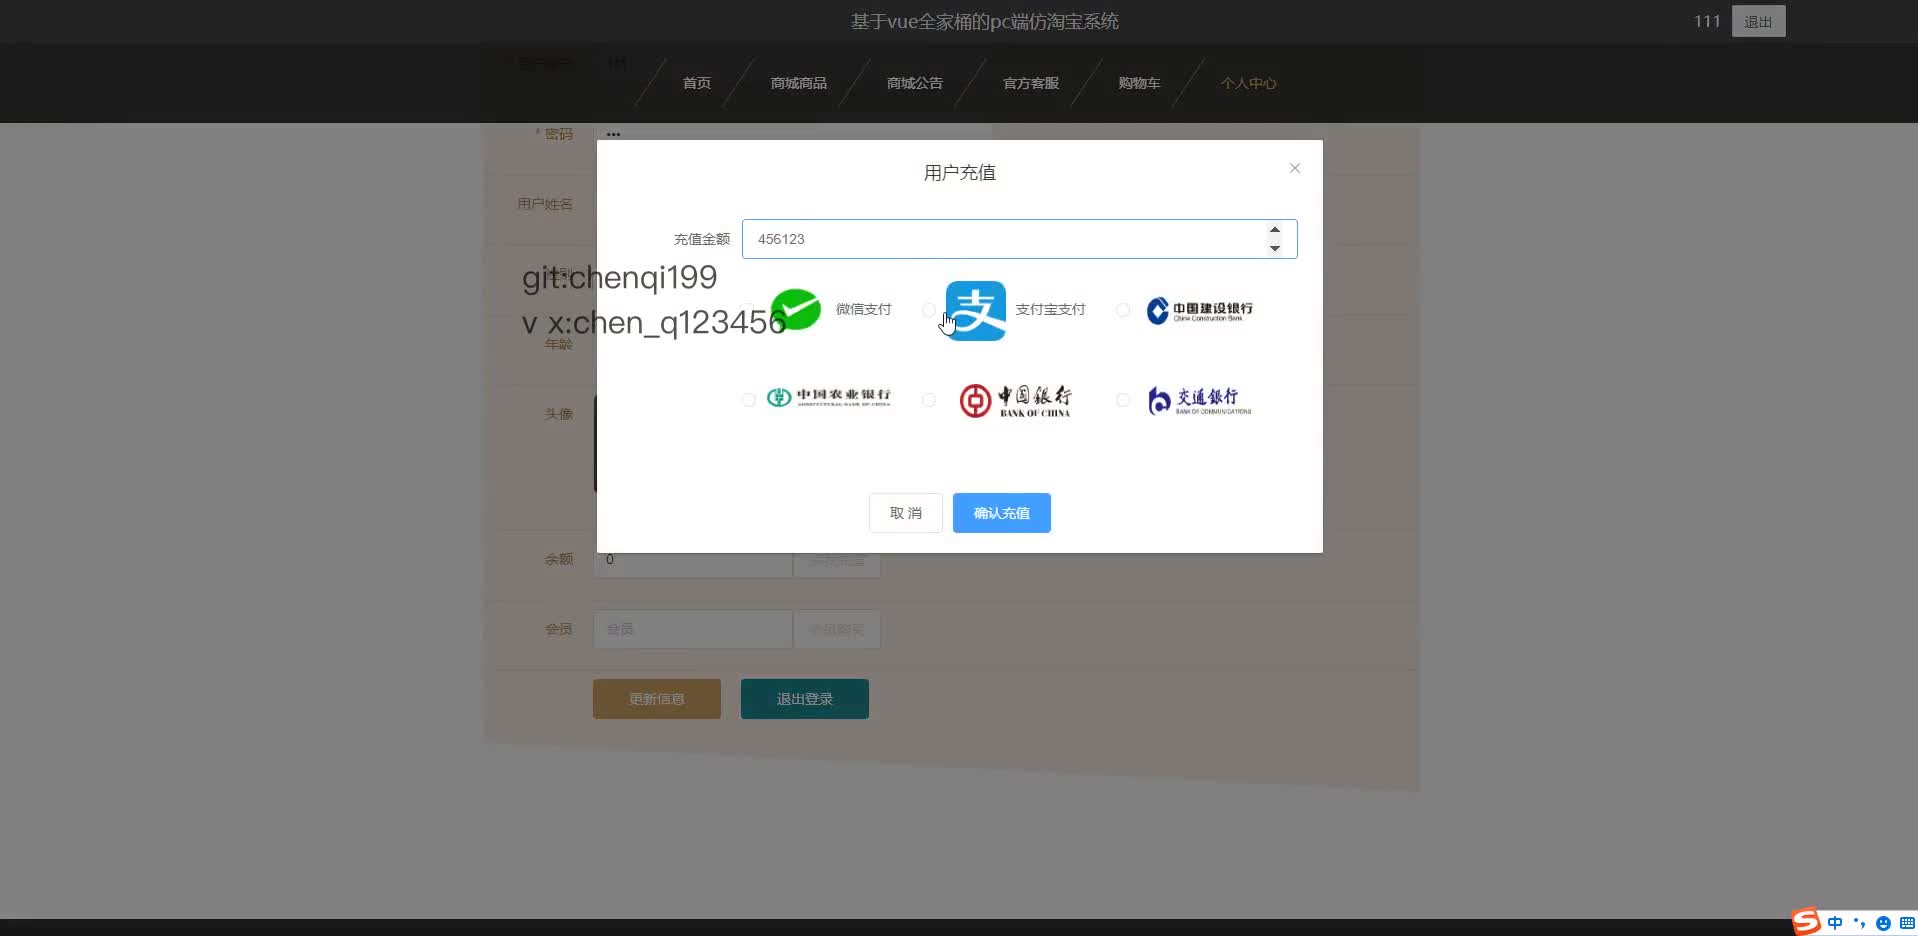 基于vue全家桶的pc端仿淘宝系统
111
退出
首页
商城商品
商城公告
官方客服
购物车
个人中心
* 密码
•••
用户充值
用户姓名
充值金额
456123
git:chenqi199
v x:chen_q123456
微信支付
支付宝支付
中国建设银行
China Construction Bank
年龄
中国农业银行
AGRICULTURAL BANK OF CHINA
中国银行
BANK OF CHINA
交通银行
BANK OF COMMUNICATIONS
头像
取 消
确认充值
余额
0
会员
会员
会员购买
更新信息
退出登录
中